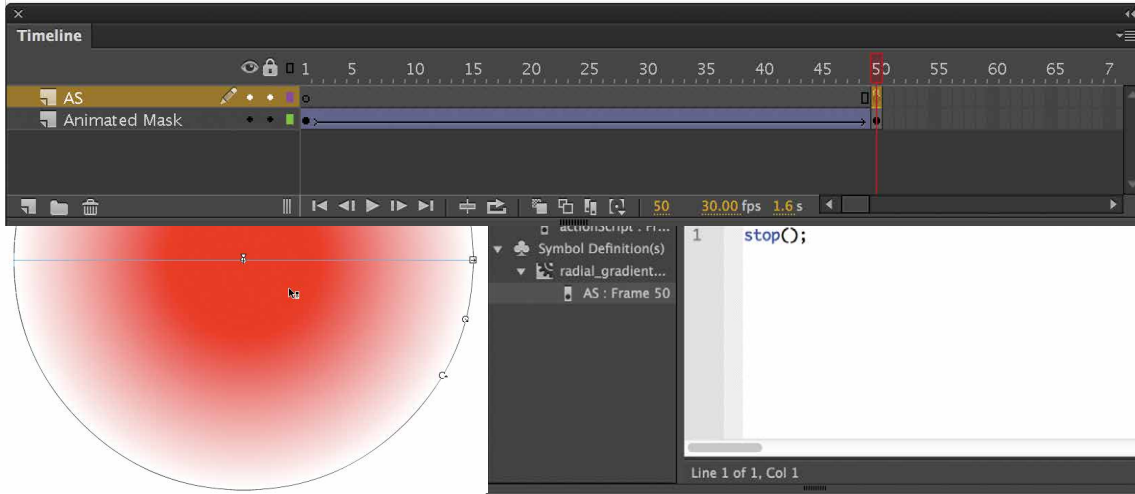 Timeline
1 5 10 15 20 25 30 35 40 45 50 55 60 65 7
AS
Animated Mask
50 30.00 fps 1.6 s
actionScript : Fr...
Symbol Definition(s)
radial_gradient...
AS : Frame 50
1 stop();
Line 1 of 1, Col 1